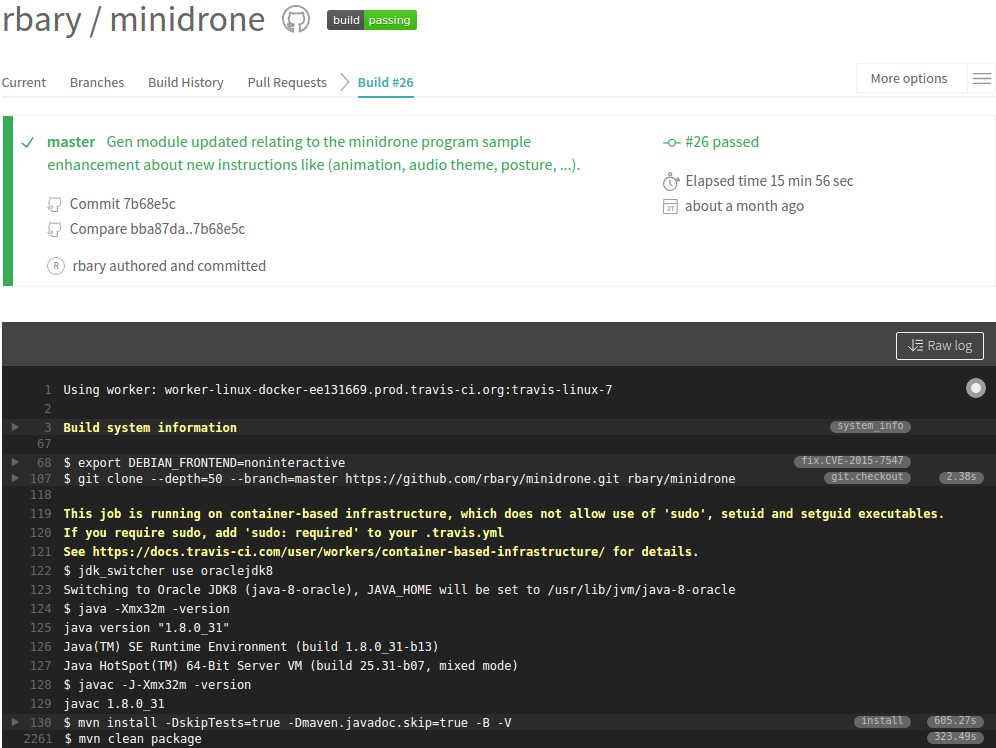 rbary / minidrone build passing
Current Branches Build History Pull Requests Build #26 More options
master Gen module updated relating to the minidrone program sample
enhancement about new instructions like (animation, audio theme, posture, ...).
Commit 7b68e5c
Compare bba87da..7b68e5c
R rbary authored and committed
#26 passed
Elapsed time 15 min 56 sec
27 about a month ago
Raw log
1 Using worker: worker-linux-docker-ee131669.prod.travis-ci.org:travis-linux-7
2
3 Build system information system_info
67
68 $ export DEBIAN_FRONTEND=noninteractive fix.CVE-2015-7547
107 $ git clone --depth=50 --branch=master https://github.com/rbary/minidrone.git rbary/minidrone git.checkout 2.38s
118
119 This job is running on container-based infrastructure, which does not allow use of 'sudo', setuid and setguid executables.
120 If you require sudo, add 'sudo: required' to your .travis.yml
121 See https://docs.travis-ci.com/user/workers/container-based-infrastructure/ for details.
122 $ jdk_switcher use oraclejdk8
123 Switching to Oracle JDK8 (java-8-oracle), JAVA_HOME will be set to /usr/lib/jvm/java-8-oracle
124 $ java -Xmx32m -version
125 java version "1.8.0_31"
126 Java(TM) SE Runtime Environment (build 1.8.0_31-b13)
127 Java HotSpot(TM) 64-Bit Server VM (build 25.31-b07, mixed mode)
128 $ javac -J-Xmx32m -version
129 javac 1.8.0_31
130 $ mvn install -DskipTests=true -Dmaven.javadoc.skip=true -B -V install 605.27s
2261 $ mvn clean package 323.49s